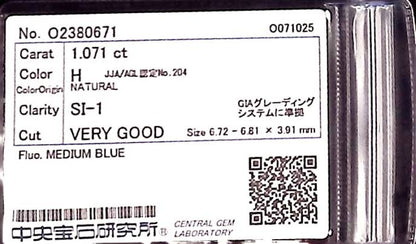 No. O2380671 O071025
Carat 1.071 ct
Color H JJA/AGL認定No.204
ColorOrigin NATURAL
Clarity SI-1 GIAグレーディング
システムに準拠
Cut VERY GOOD Size 6.72 - 6.81 × 3.91 mm
Fluo. MEDIUM BLUE
中央宝石研究所® CENTRAL GEM
LABORATORY